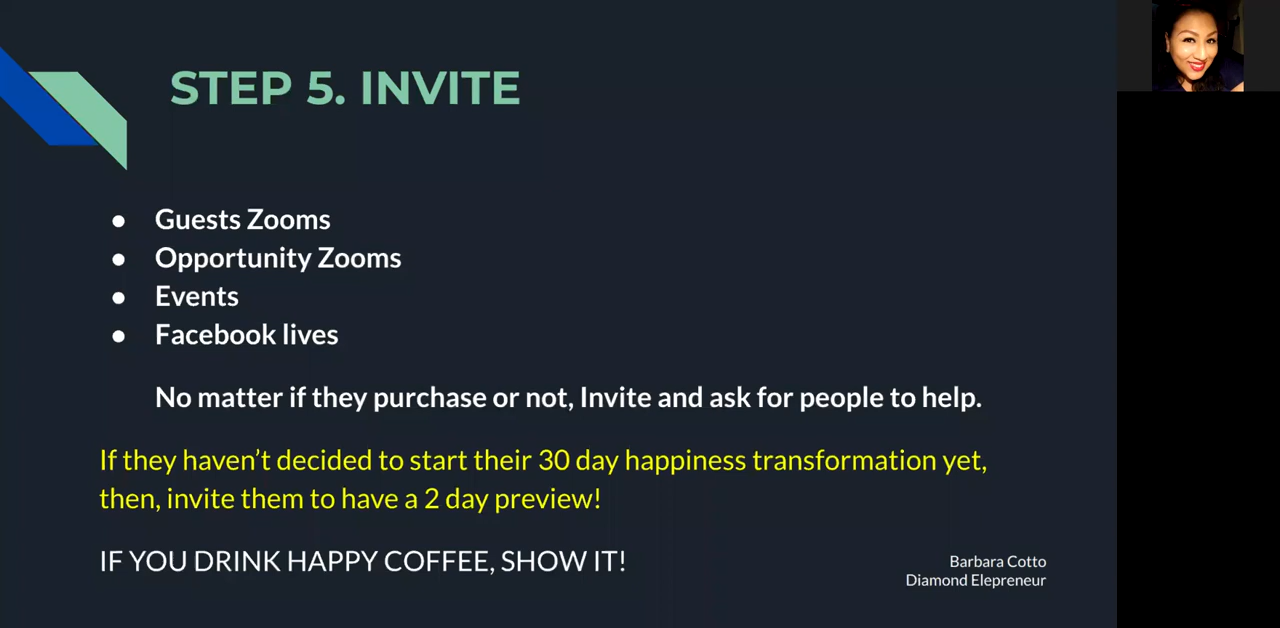 STEP 5. INVITE
● Guests Zooms
● Opportunity Zooms
● Events
● Facebook lives
No matter if they purchase or not, Invite and ask for people to help.
If they haven’t decided to start their 30 day happiness transformation yet,
then, invite them to have a 2 day preview!
IF YOU DRINK HAPPY COFFEE, SHOW IT!
Barbara Cotto
Diamond Elepreneur